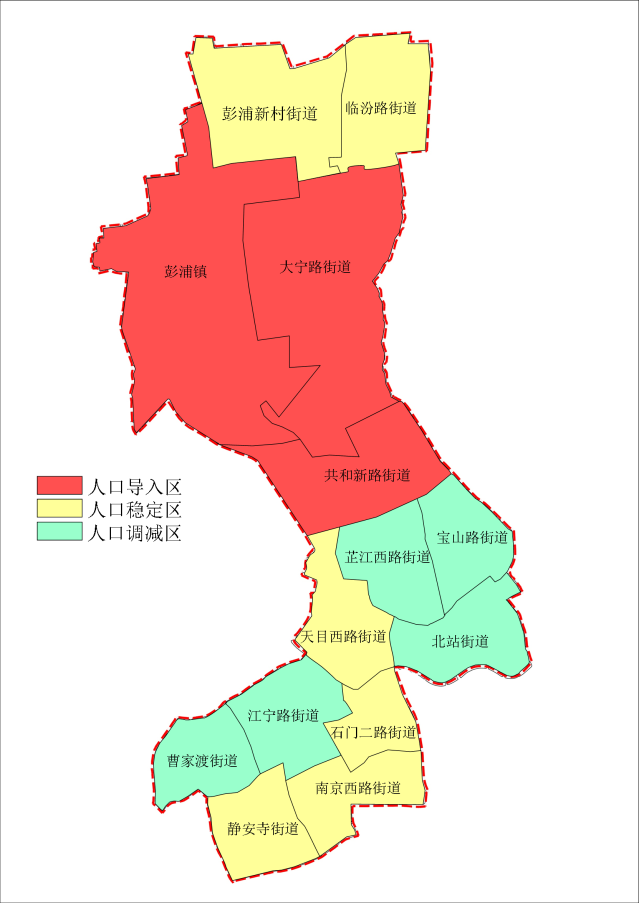 彭浦新村街道
临汾路街道
彭浦镇
大宁路街道
共和新路街道
人口导入区
人口稳定区
人口调减区
芷江西路街道
宝山路街道
天目西路街道
北站街道
江宁路街道
石门二路街道
曹家渡街道
南京西路街道
静安寺街道